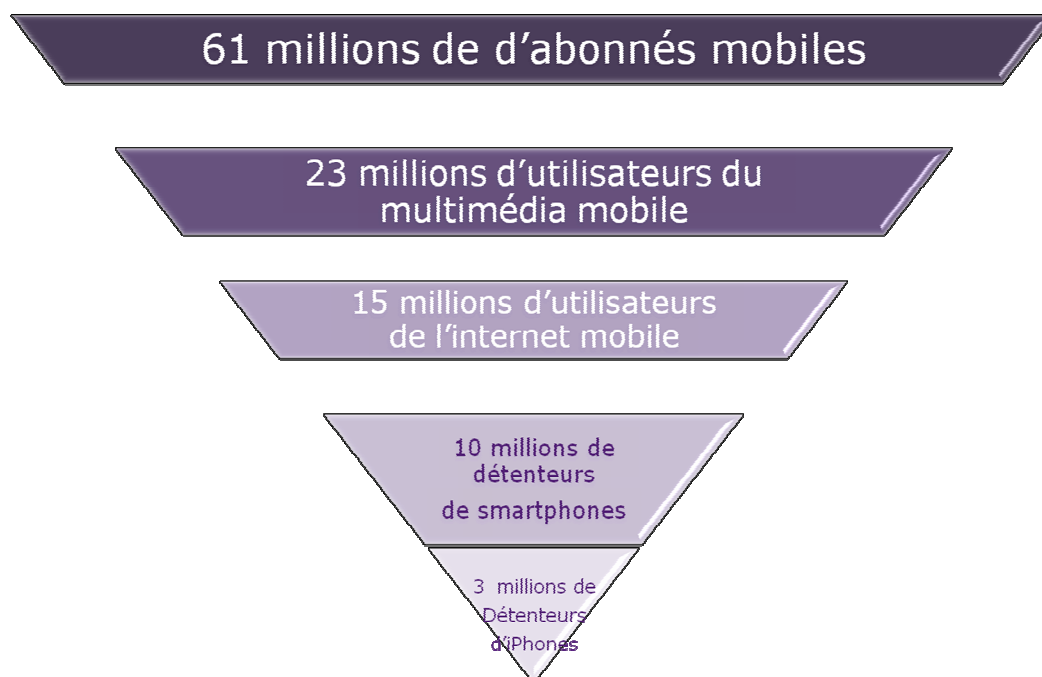 61 millions de d’abonnés mobiles
23 millions d’utilisateurs du
multimédia mobile
15 millions d’utilisateurs
de l’internet mobile
10 millions de
détenteurs
de smartphones
3 millions de
Détenteurs
d’iPhones